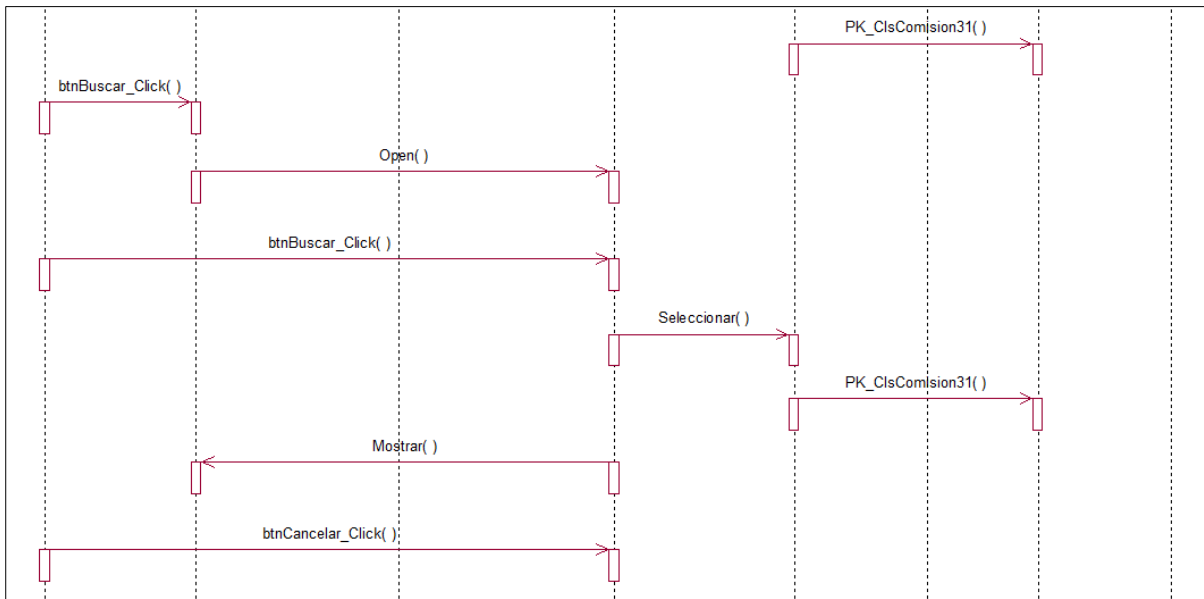 PK_ClsComision31( )
btnBuscar_Click( )
Open( )
btnBuscar_Click( )
Seleccionar( )
PK_ClsComision31( )
Mostrar( )
btnCancelar_Click( )